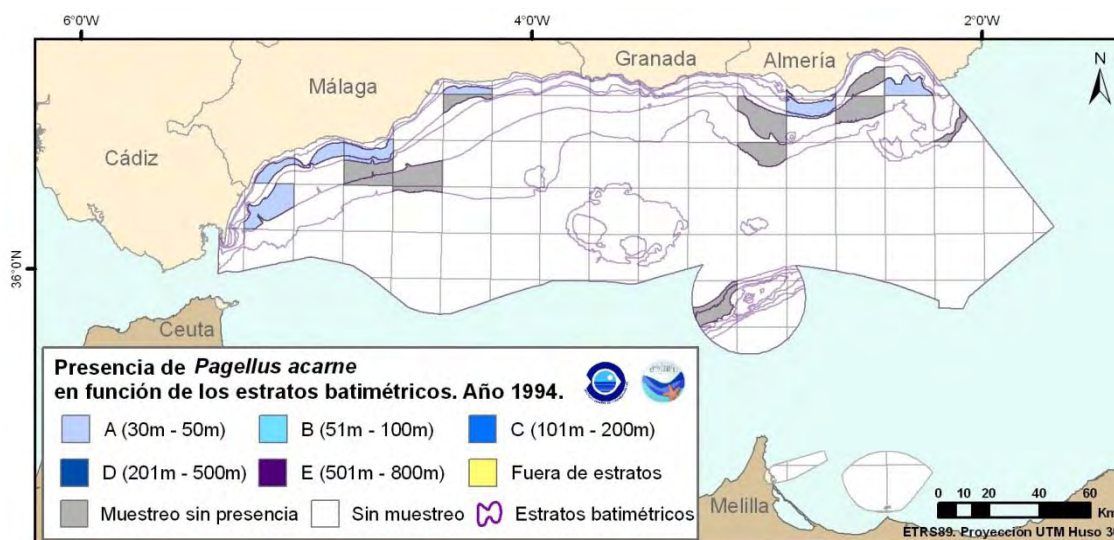 6°0'W 4°0'W 2°0'W
Granada Almería
N
Málaga
Cádiz
36°0'N
Ceuta
Presencia de Pagellus acarne
en función de los estratos batimétricos. Año 1994.
A (30m - 50m) B (51m - 100m) C (101m - 200m)
D (201m - 500m) E (501m - 800m) Fuera de estratos
Muestreo sin presencia Sin muestreo Estratos batimétricos
Melilla
0 10 20 40 60
Km
ETRS89. Proyección UTM Huso